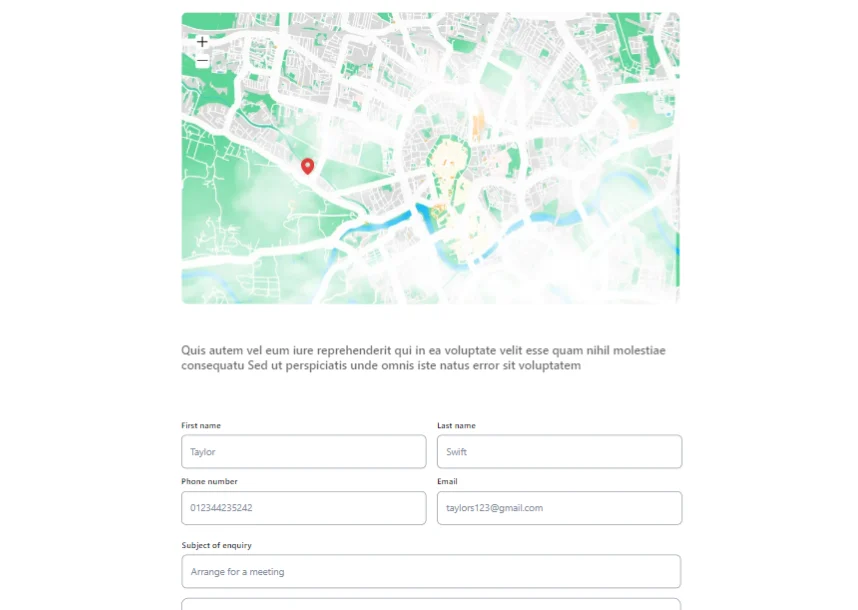 +
−
Quis autem vel eum iure reprehenderit qui in ea voluptate velit esse quam nihil molestiae
consequatu Sed ut perspiciatis unde omnis iste natus error sit voluptatem
First name
Last name
Taylor
Swift
Phone number
Email
012344235242
taylors123@gmail.com
Subject of enquiry
Arrange for a meeting